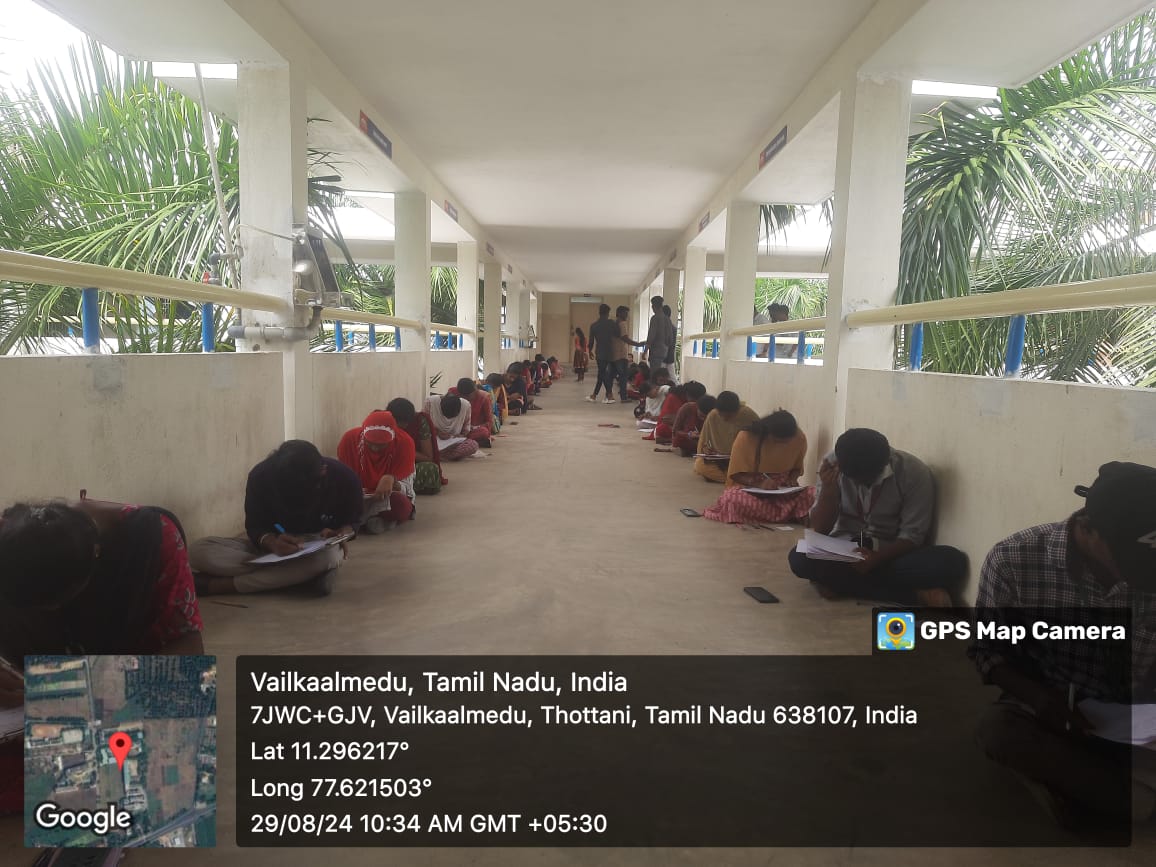 GPS Map Camera
Vailkaalmedu, Tamil Nadu, India
7JWC+GJV, Vailkaalmedu, Thottani, Tamil Nadu 638107, India
Lat 11.296217°
Long 77.621503°
29/08/24 10:34 AM GMT +05:30
Google